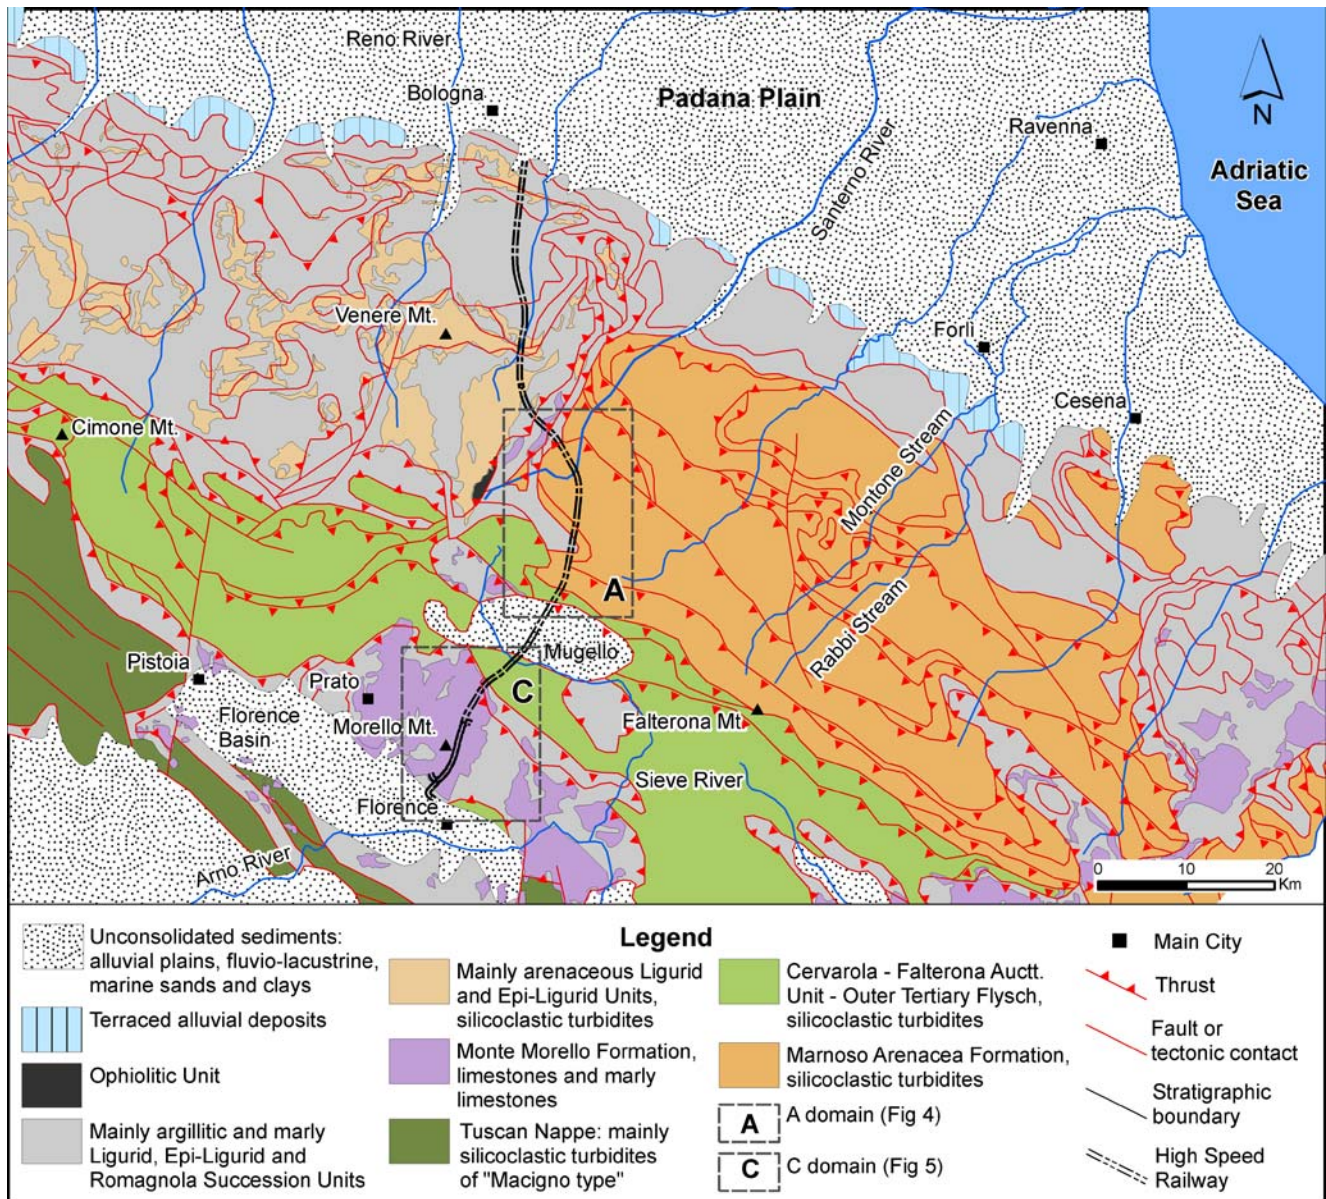 Reno River
Bologna
Padana Plain
N
Ravenna
Adriatic
Sea
Santerno River
Venere Mt.
Forlì
Cesena
Cimone Mt.
Montone Stream
A
Rabbi Stream
Mugello
Pistoia
Prato
C
Florence
Basin
Morello Mt.
Falterona Mt.
Sieve River
Florence
Arno River
0 10 20
Km
Legend
Unconsolidated sediments:
alluvial plains, fluvio-lacustrine,
marine sands and clays
Terraced alluvial deposits
Ophiolitic Unit
Mainly argillitic and marly
Ligurid, Epi-Ligurid and
Romagnola Succession Units
Mainly arenaceous Ligurid
and Epi-Ligurid Units,
silicoclastic turbidites
Monte Morello Formation,
limestones and marly
limestones
Tuscan Nappe: mainly
silicoclastic turbidites
of "Macigno type"
Cervarola - Falterona Auctt.
Unit - Outer Tertiary Flysch,
silicoclastic turbidites
Marnoso Arenacea Formation,
silicoclastic turbidites
A
A domain (Fig 4)
C
C domain (Fig 5)
Main City
Thrust
Fault or
tectonic contact
Stratigraphic
boundary
High Speed
Railway